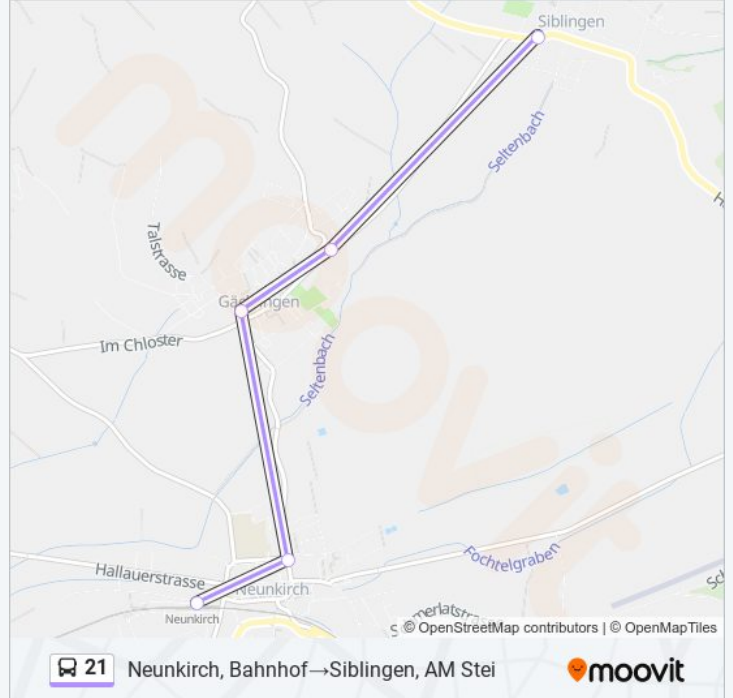 Siblingen
Seltenbach
Talstrasse
Im Chloster
Seltenbach
Hallauerstrasse
Neunkirch
Neunkirch
Fochtelgraben
© OpenStreetMap contributors | © OpenMapTiles
21 Neunkirch, Bahnhof→Siblingen, AM Stei
moovit
moovit